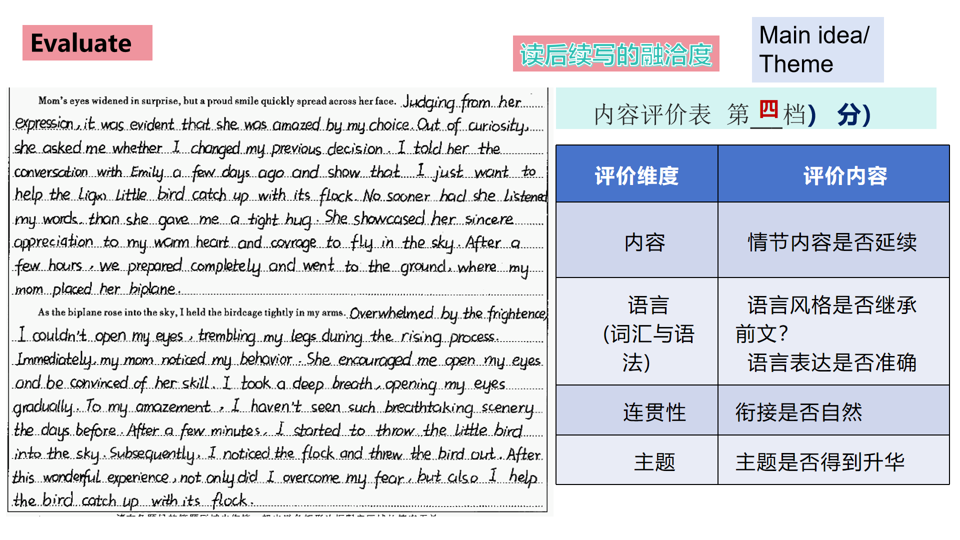 Evaluate
读后续写的融洽度
Main idea/
Theme
Mom's eyes widened in surprise, but a proud smile quickly spread across her face. Judging from her
expression, it was evident that she was amazed by my choice. Out of curiosity,
she asked me whether I changed my previous decision. I told her the
conversation with Emily a few days ago and show that I just want to
help the little bird catch up with its flock. No sooner had she listened
my words, than she gave me a tight hug. She showcased her sincere
appreciation to my warm heart and courage to fly in the sky. After a
few hours, we prepared completely and went to the ground, where my
mom placed her biplane.
As the biplane rose into the sky, I held the birdcage tightly in my arms. Overwhelmed by the frightence,
I couldn't open my eyes, trembling my legs during the rising process.
Immediately, my mom noticed my behavior. She encouraged me open my eyes
and be convinced of her skill. I took a deep breath, opening my eyes
gradually. To my amazement, I haven't seen such breathtaking scenery
the days before. After a few minutes, I started to throw the little bird
into the sky. Subsequently, I noticed the flock and threw the bird out. After
this wonderful experience, not only did I overcome my fear, but also I help
the bird catch up with its flock.
内容评价表 第四档) 分)
评价维度 评价内容
内容 情节内容是否延续
语言
(词汇与语
法)
语言风格是否继承
前文?
语言表达是否准确
连贯性 衔接是否自然
主题 主题是否得到升华